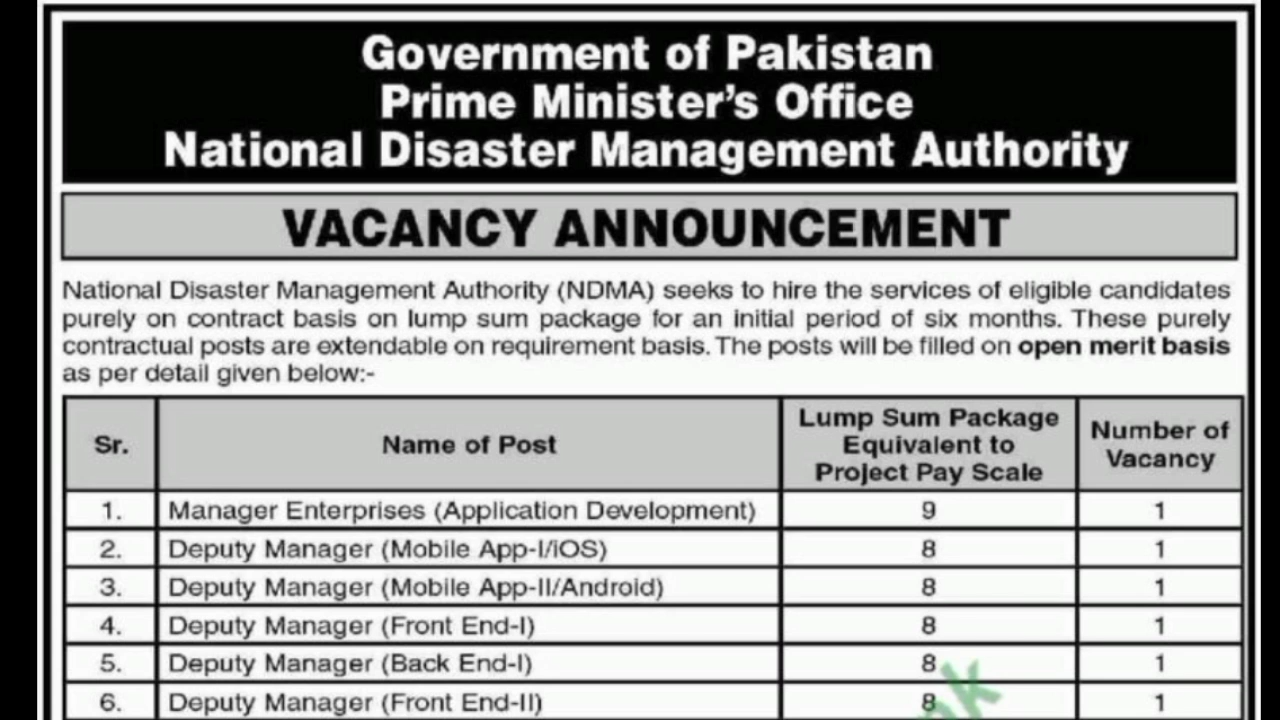 Government of Pakistan
Prime Minister's Office
National Disaster Management Authority
VACANCY ANNOUNCEMENT
National Disaster Management Authority (NDMA) seeks to hire the services of eligible candidates
purely on contract basis on lump sum package for an initial period of six months. These purely
contractual posts are extendable on requirement basis. The posts will be filled on open merit basis
as per detail given below:-
Sr. Name of Post Lump Sum Package Equivalent to Project Pay Scale Number of Vacancy
1. Manager Enterprises (Application Development) 9 1
2. Deputy Manager (Mobile App-I/iOS) 8 1
3. Deputy Manager (Mobile App-II/Android) 8 1
4. Deputy Manager (Front End-I) 8 1
5. Deputy Manager (Back End-I) 8 1
6. Deputy Manager (Front End-II) 8 1